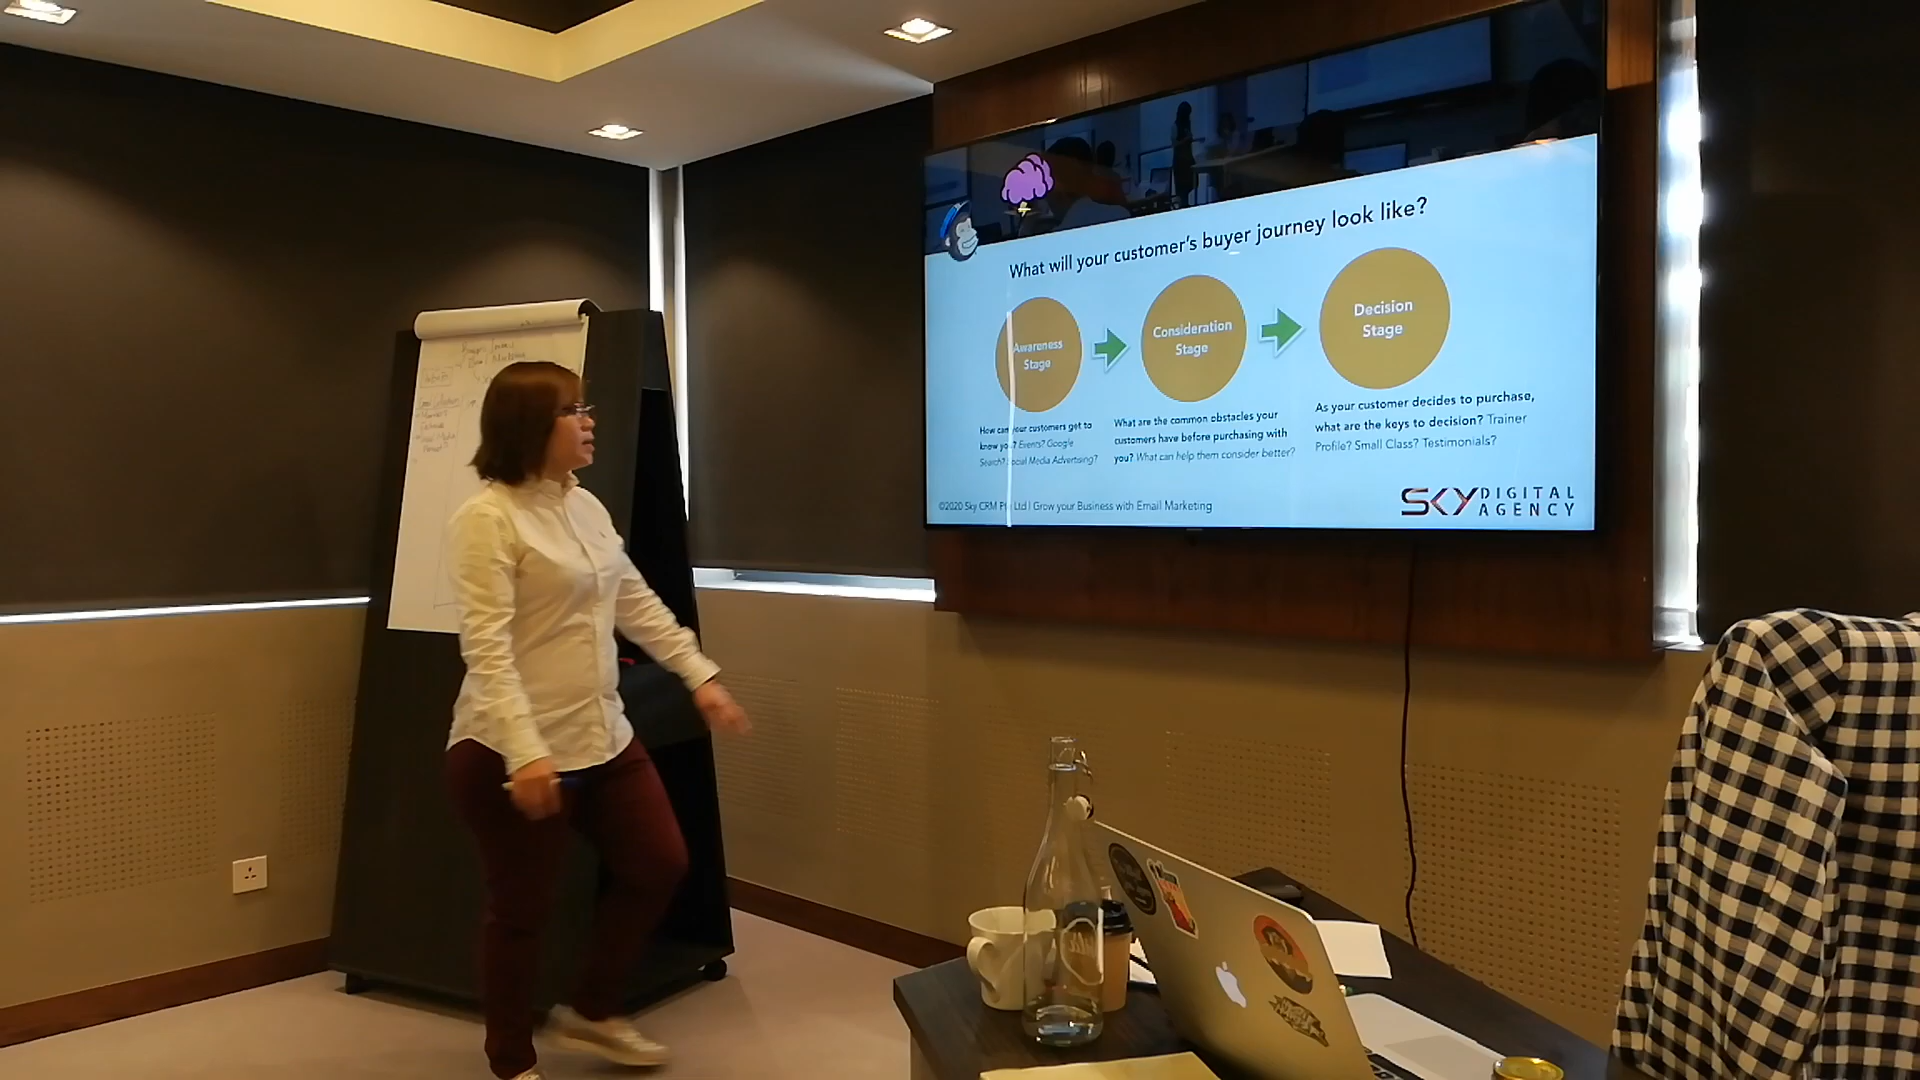 What will your customer's buyer journey look like?
Awareness
Stage
Consideration
Stage
Decision
Stage
How can your customers get to
know you? Events? Google
Search? Social Media Advertising?
What are the common obstacles your
customers have before purchasing with
you? What can help them consider better?
As your customer decides to purchase,
what are the keys to decision? Trainer
Profile? Small Class? Testimonials?
©2020 Sky CRM Pte Ltd | Grow your Business with Email Marketing
SKY DIGITAL
AGENCY